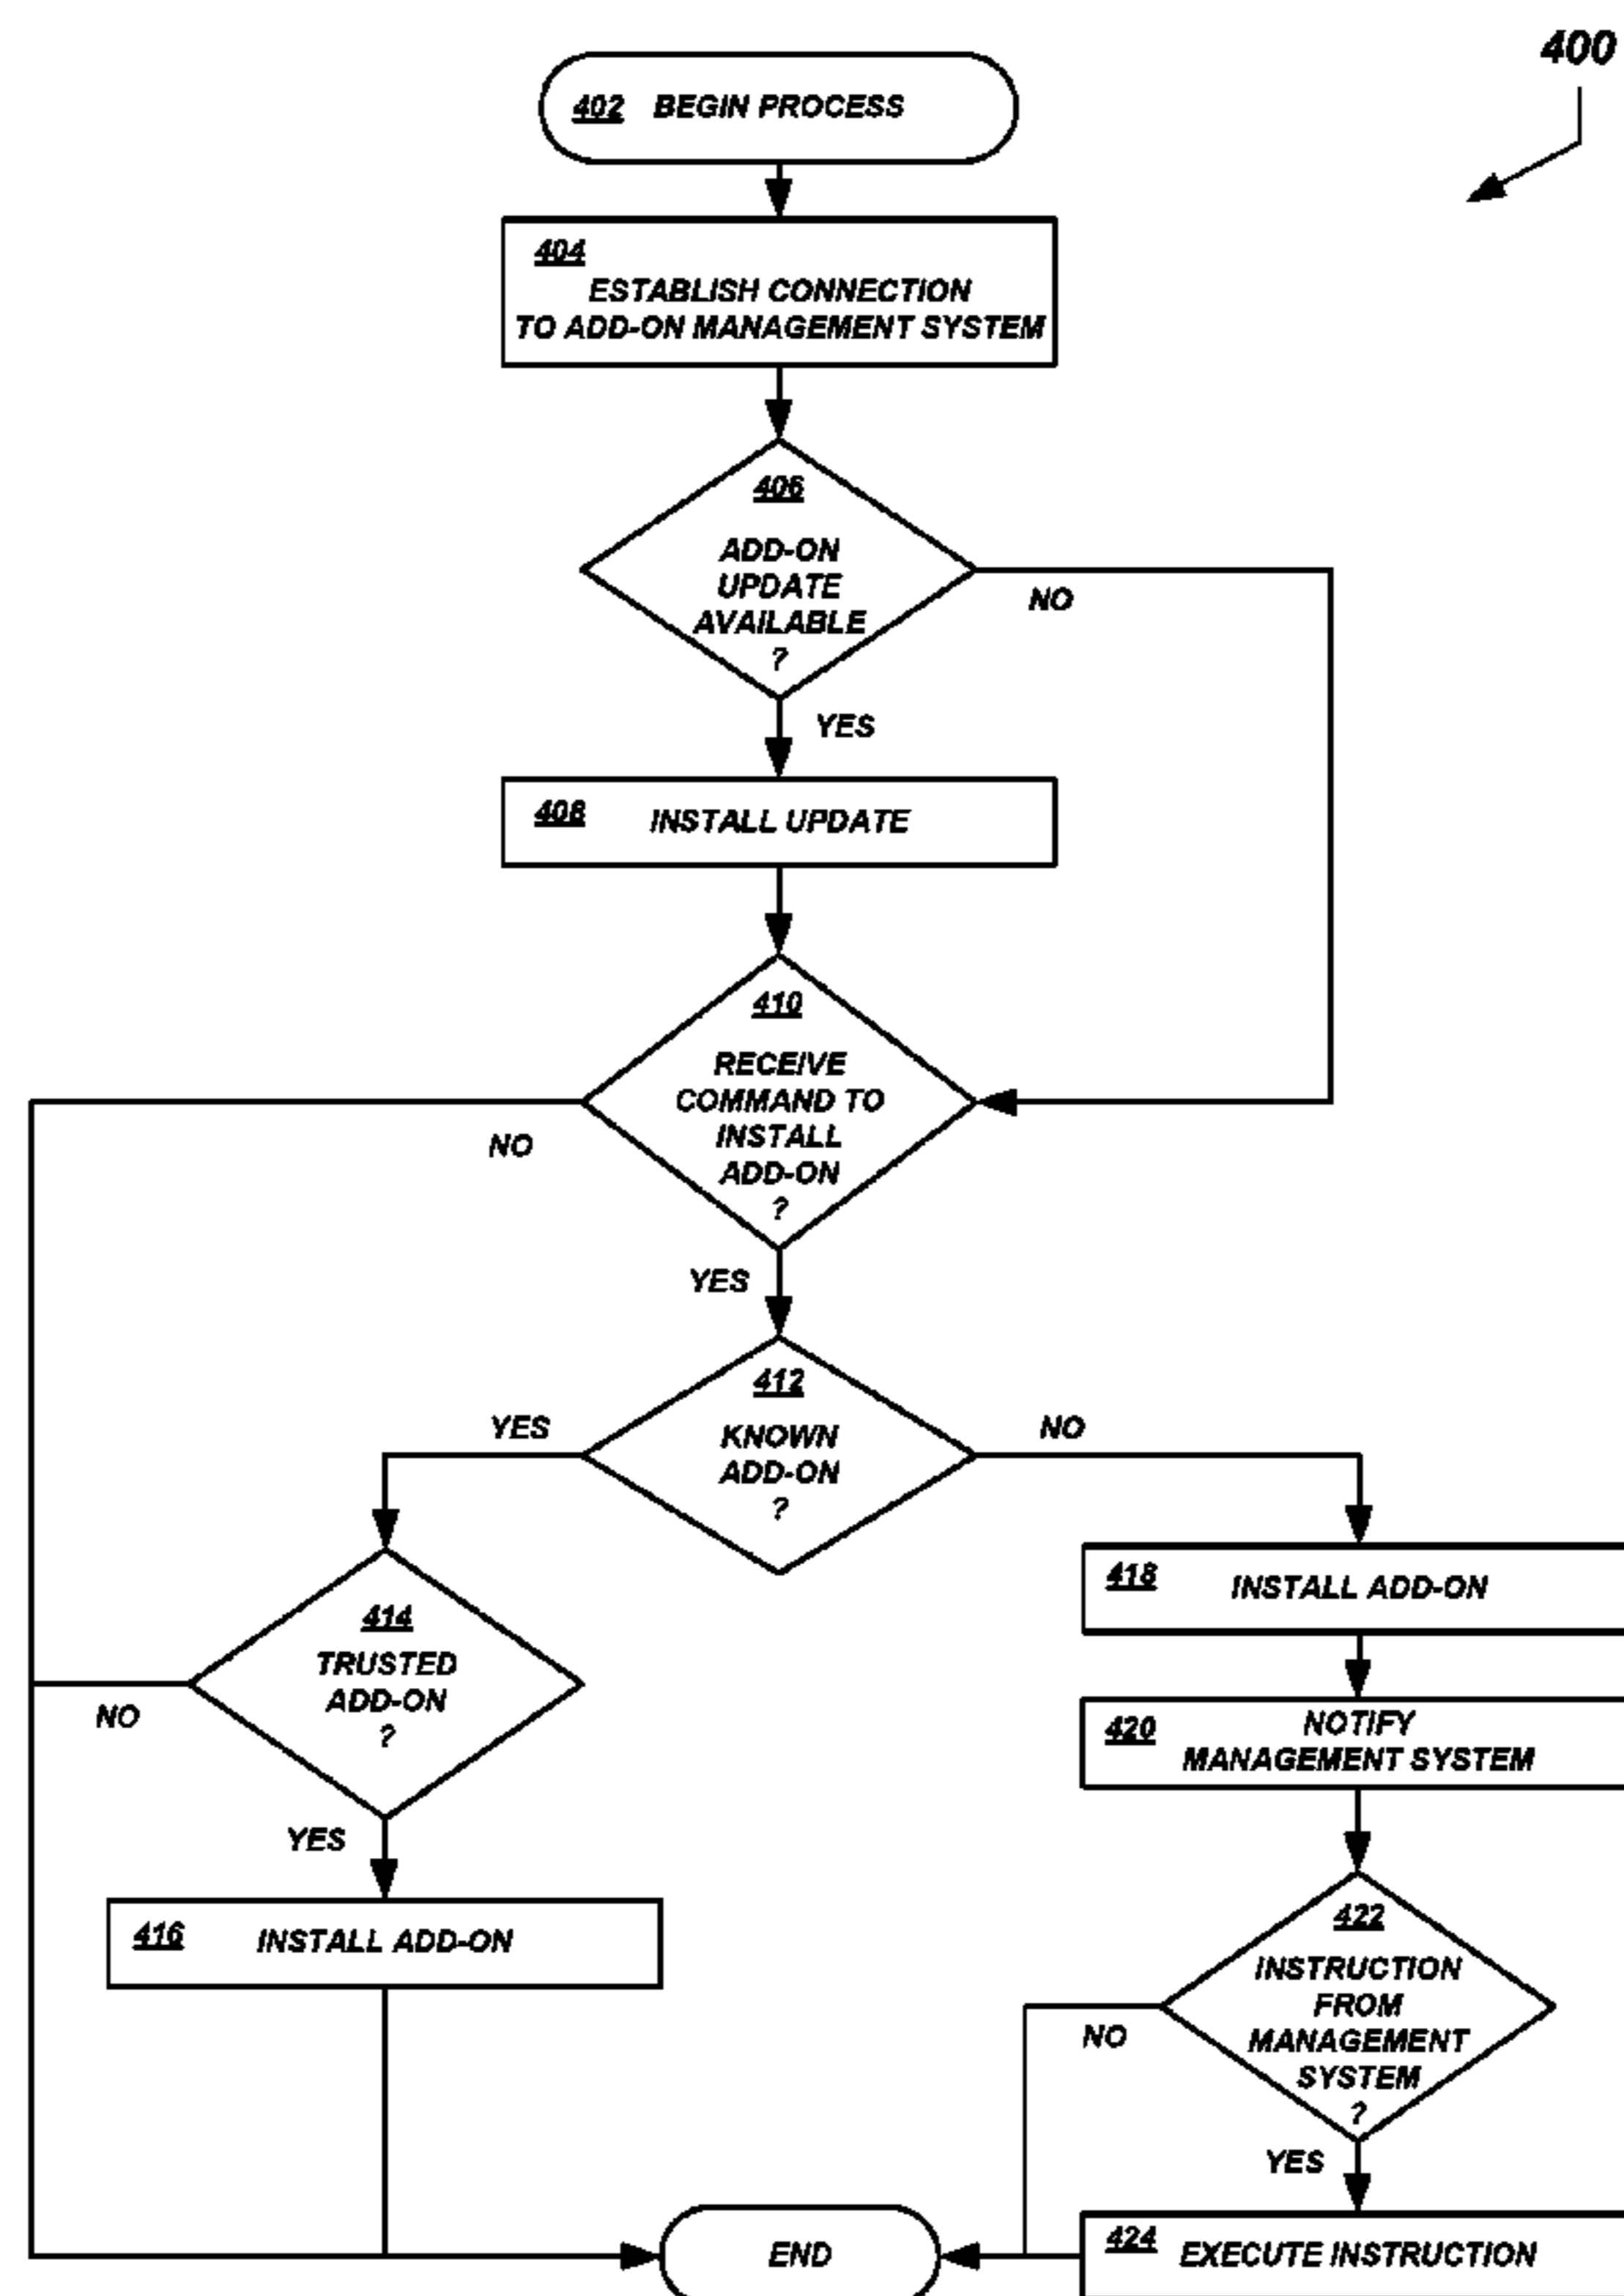 400
402 BEGIN PROCESS
404
ESTABLISH CONNECTION
TO ADD-ON MANAGEMENT SYSTEM
406
ADD-ON
UPDATE
AVAILABLE
?
NO
YES
408 INSTALL UPDATE
410
RECEIVE
COMMAND TO
INSTALL
ADD-ON
?
NO
YES
412
KNOWN
ADD-ON
?
YES
NO
414
TRUSTED
ADD-ON
?
NO
YES
416 INSTALL ADD-ON
418 INSTALL ADD-ON
420 NOTIFY
MANAGEMENT SYSTEM
422
INSTRUCTION
FROM
MANAGEMENT
SYSTEM
?
NO
YES
424 EXECUTE INSTRUCTION
END